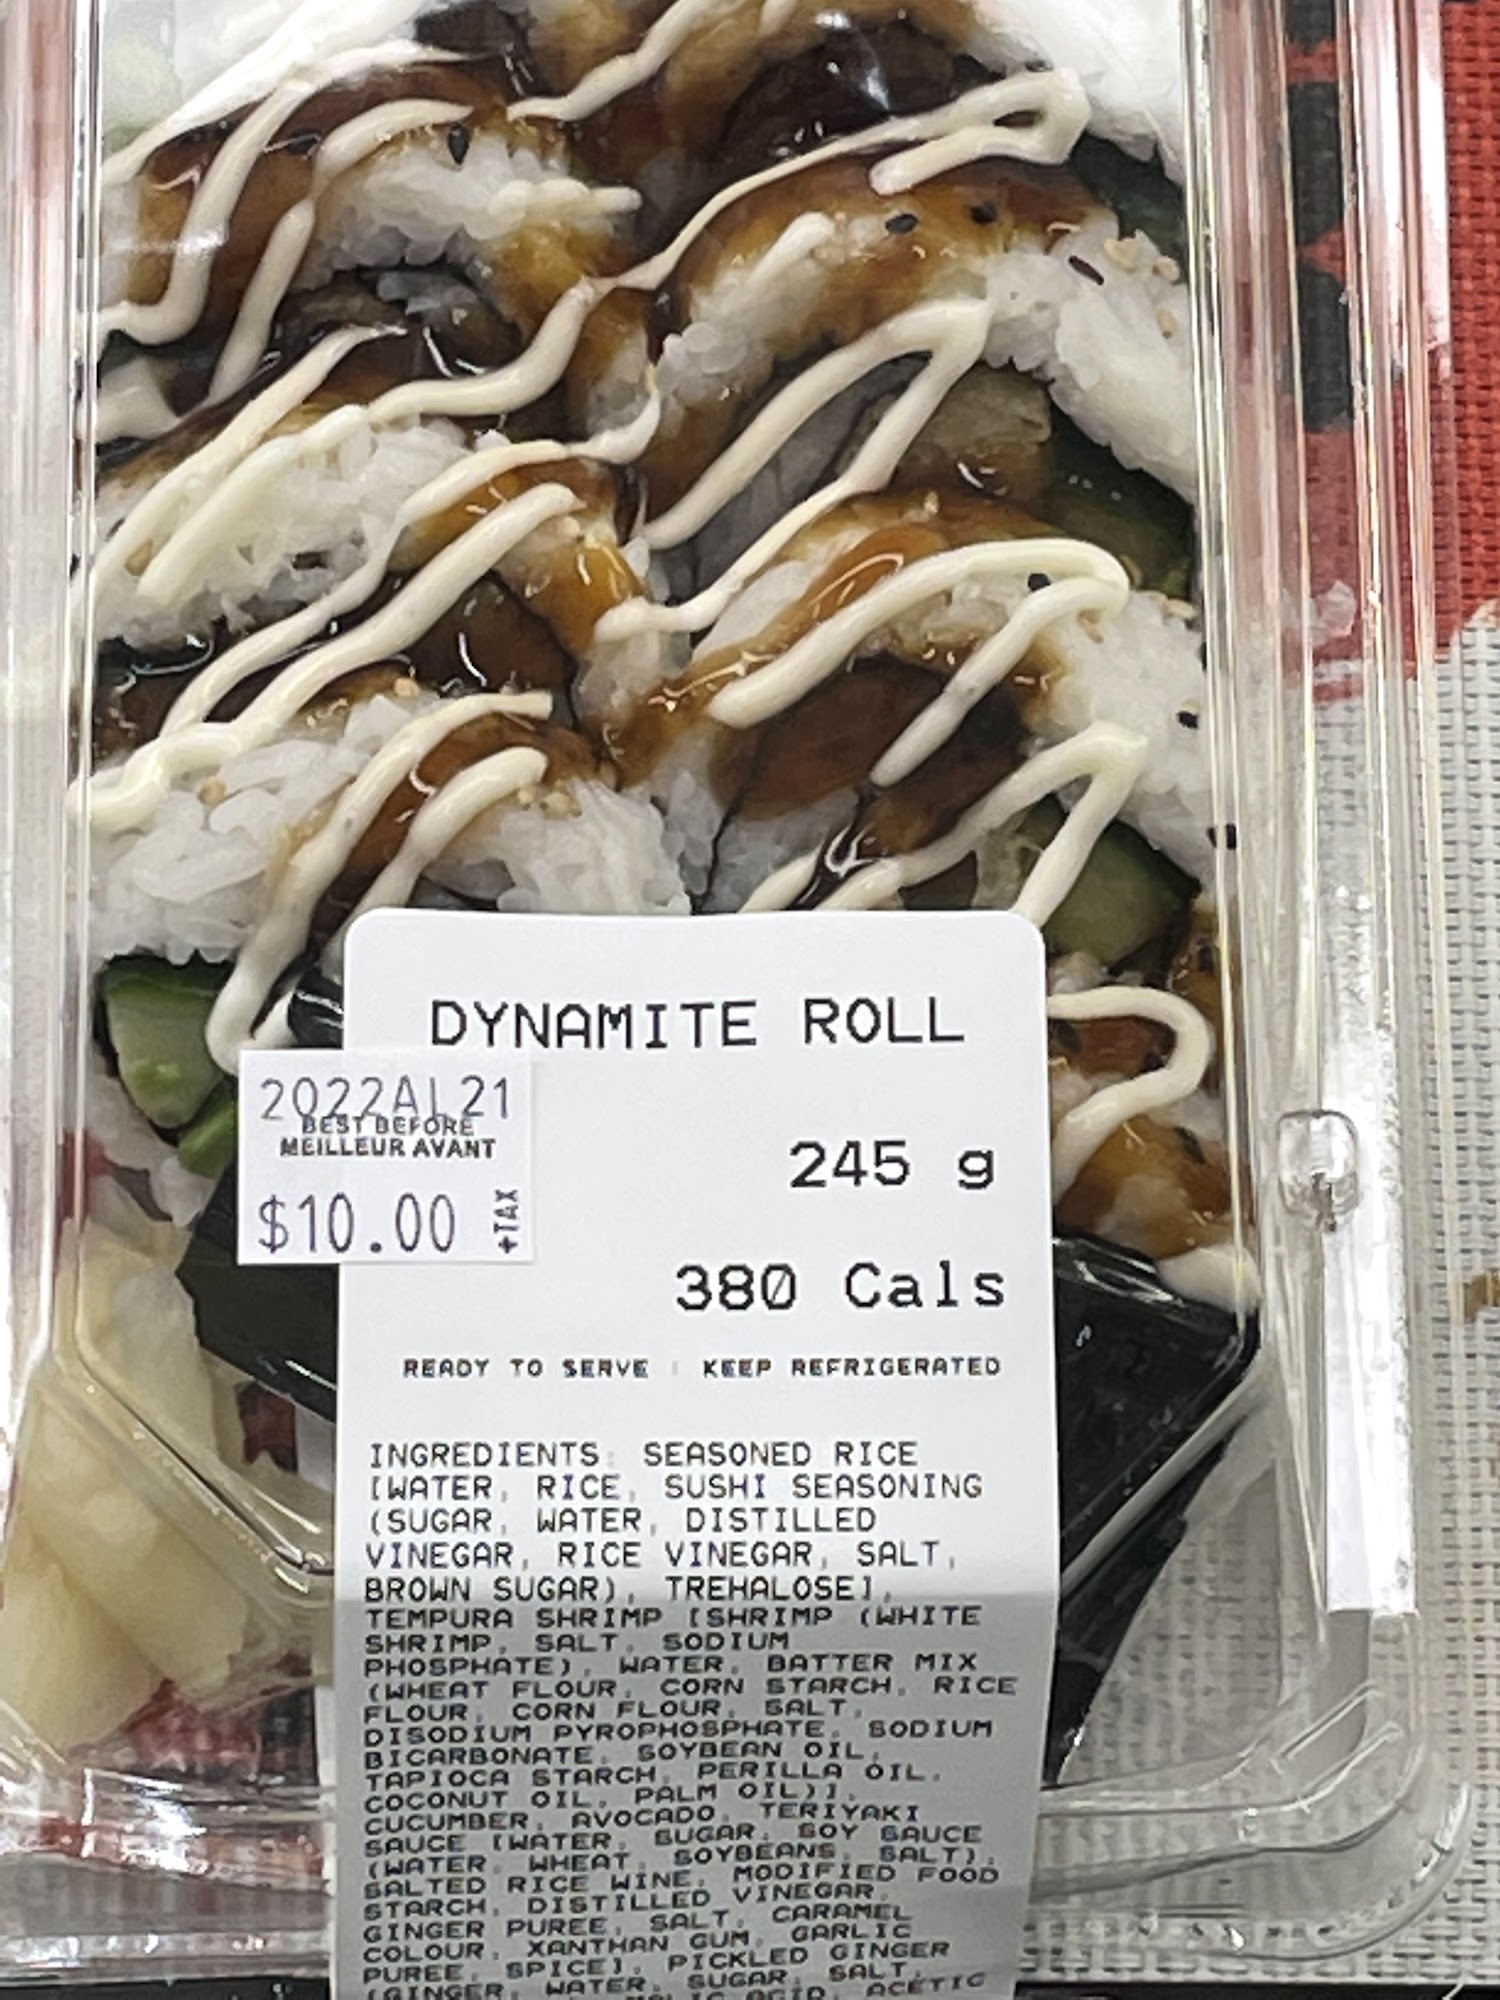 DYNAMITE ROLL
2022AL21
BEST BEFORE
MEILLEUR AVANT
$10.00 +TAX
245 g
380 Cals
READY TO SERVE : KEEP REFRIGERATED
INGREDIENTS: SEASONED RICE
[WATER, RICE, SUSHI SEASONING
(SUGAR, WATER, DISTILLED
VINEGAR, RICE VINEGAR, SALT,
BROWN SUGAR), TREHALOSE],
TEMPURA SHRIMP [SHRIMP (WHITE
SHRIMP, SALT, SODIUM
PHOSPHATE), WATER, BATTER MIX
(WHEAT FLOUR, CORN STARCH, RICE
FLOUR, CORN FLOUR, SALT,
DISODIUM PYROPHOSPHATE, SODIUM
BICARBONATE, SOYBEAN OIL,
TAPIOCA STARCH, PERILLA OIL,
COCONUT OIL, PALM OIL)],
CUCUMBER, AVOCADO, TERIYAKI
SAUCE [WATER, SUGAR, SOY SAUCE
(WATER, WHEAT, SOYBEANS, SALT),
SALTED RICE WINE, MODIFIED FOOD
STARCH, DISTILLED VINEGAR,
GINGER PUREE, SALT, CARAMEL
COLOUR, XANTHAN GUM, GARLIC
PUREE, SPICE], PICKLED GINGER
(GINGER, WATER, SUGAR, SALT,
ACID, ACETIC